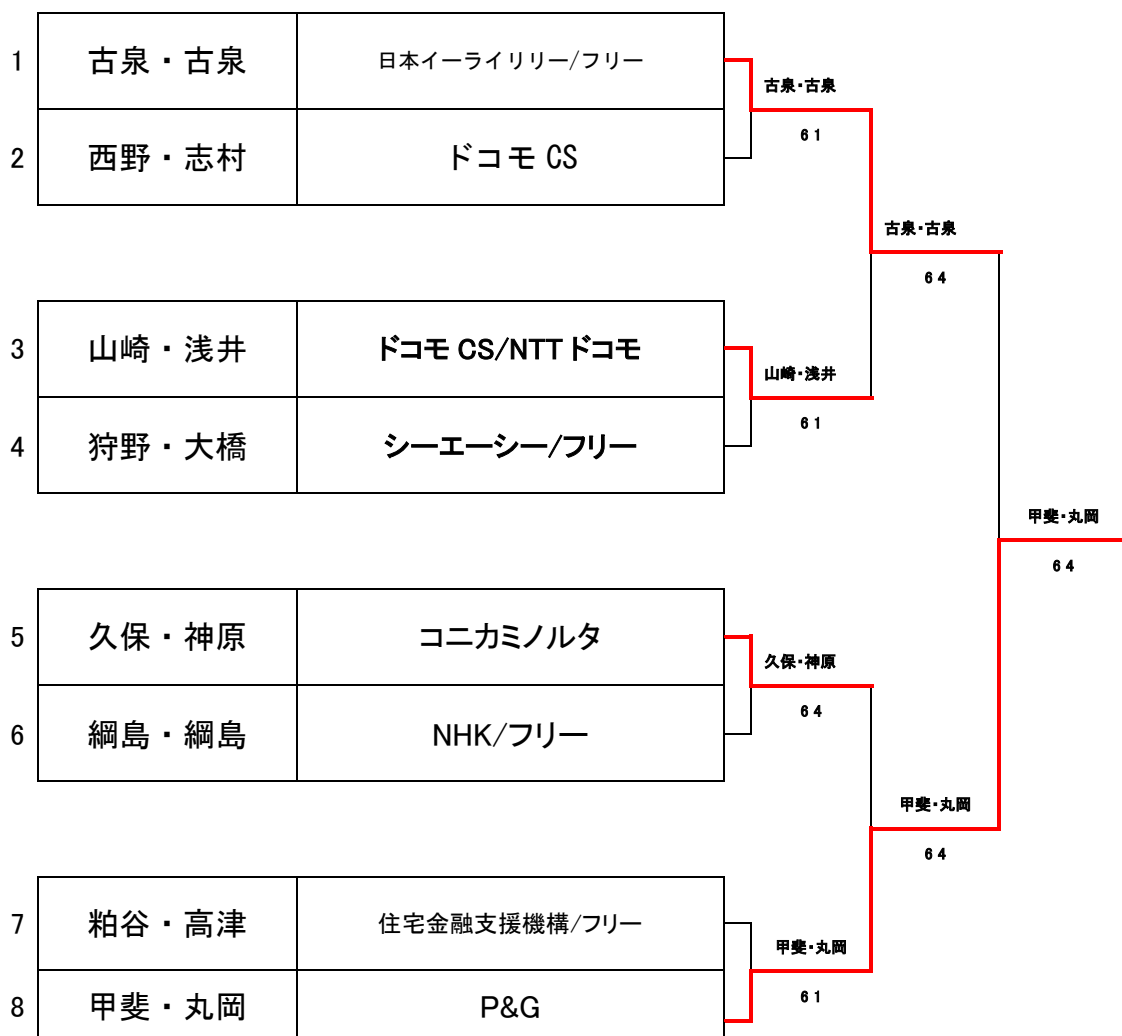 1 古泉・古泉 日本イーライリリー/フリー
古泉・古泉
6 1
2 西野・志村 ドコモ CS
古泉・古泉
6 4
3 山崎・浅井 ドコモ CS/NTT ドコモ
山崎・浅井
6 1
4 狩野・大橋 シーエーシー/フリー
甲斐・丸岡
6 4
5 久保・神原 コニカミノルタ
久保・神原
6 4
6 綱島・綱島 NHK/フリー
甲斐・丸岡
6 4
7 粕谷・高津 住宅金融支援機構/フリー
甲斐・丸岡
6 1
8 甲斐・丸岡 P&G